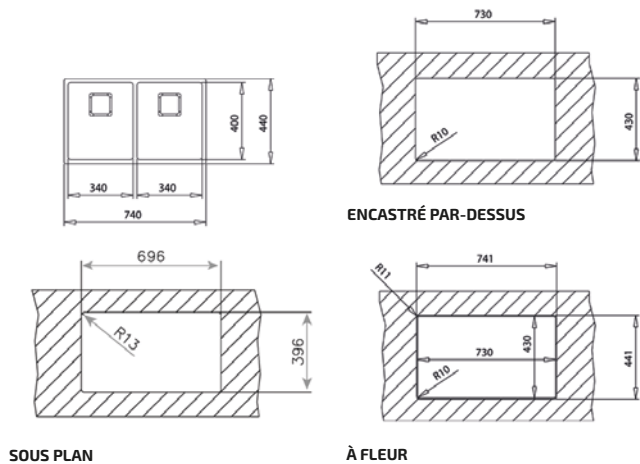 400
440
340
340
740
730
430
R10
ENCASTRÉ PAR-DESSUS
696
R13
396
SOUS PLAN
741
R11
430
730
R10
441
À FLEUR